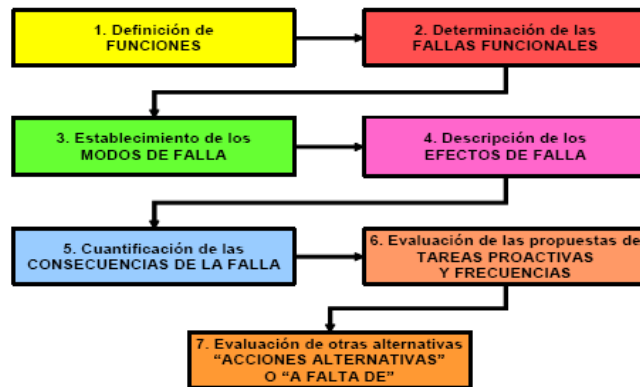 1. Definición de
FUNCIONES
2. Determinación de las
FALLAS FUNCIONALES
3. Establecimiento de los
MODOS DE FALLA
4. Descripción de los
EFECTOS DE FALLA
5. Cuantificación de las
CONSECUENCIAS DE LA FALLA
6. Evaluación de las propuestas de
TAREAS PROACTIVAS
Y FRECUENCIAS
7. Evaluación de otras alternativas
“ACCIONES ALTERNATIVAS”
O “A FALTA DE”